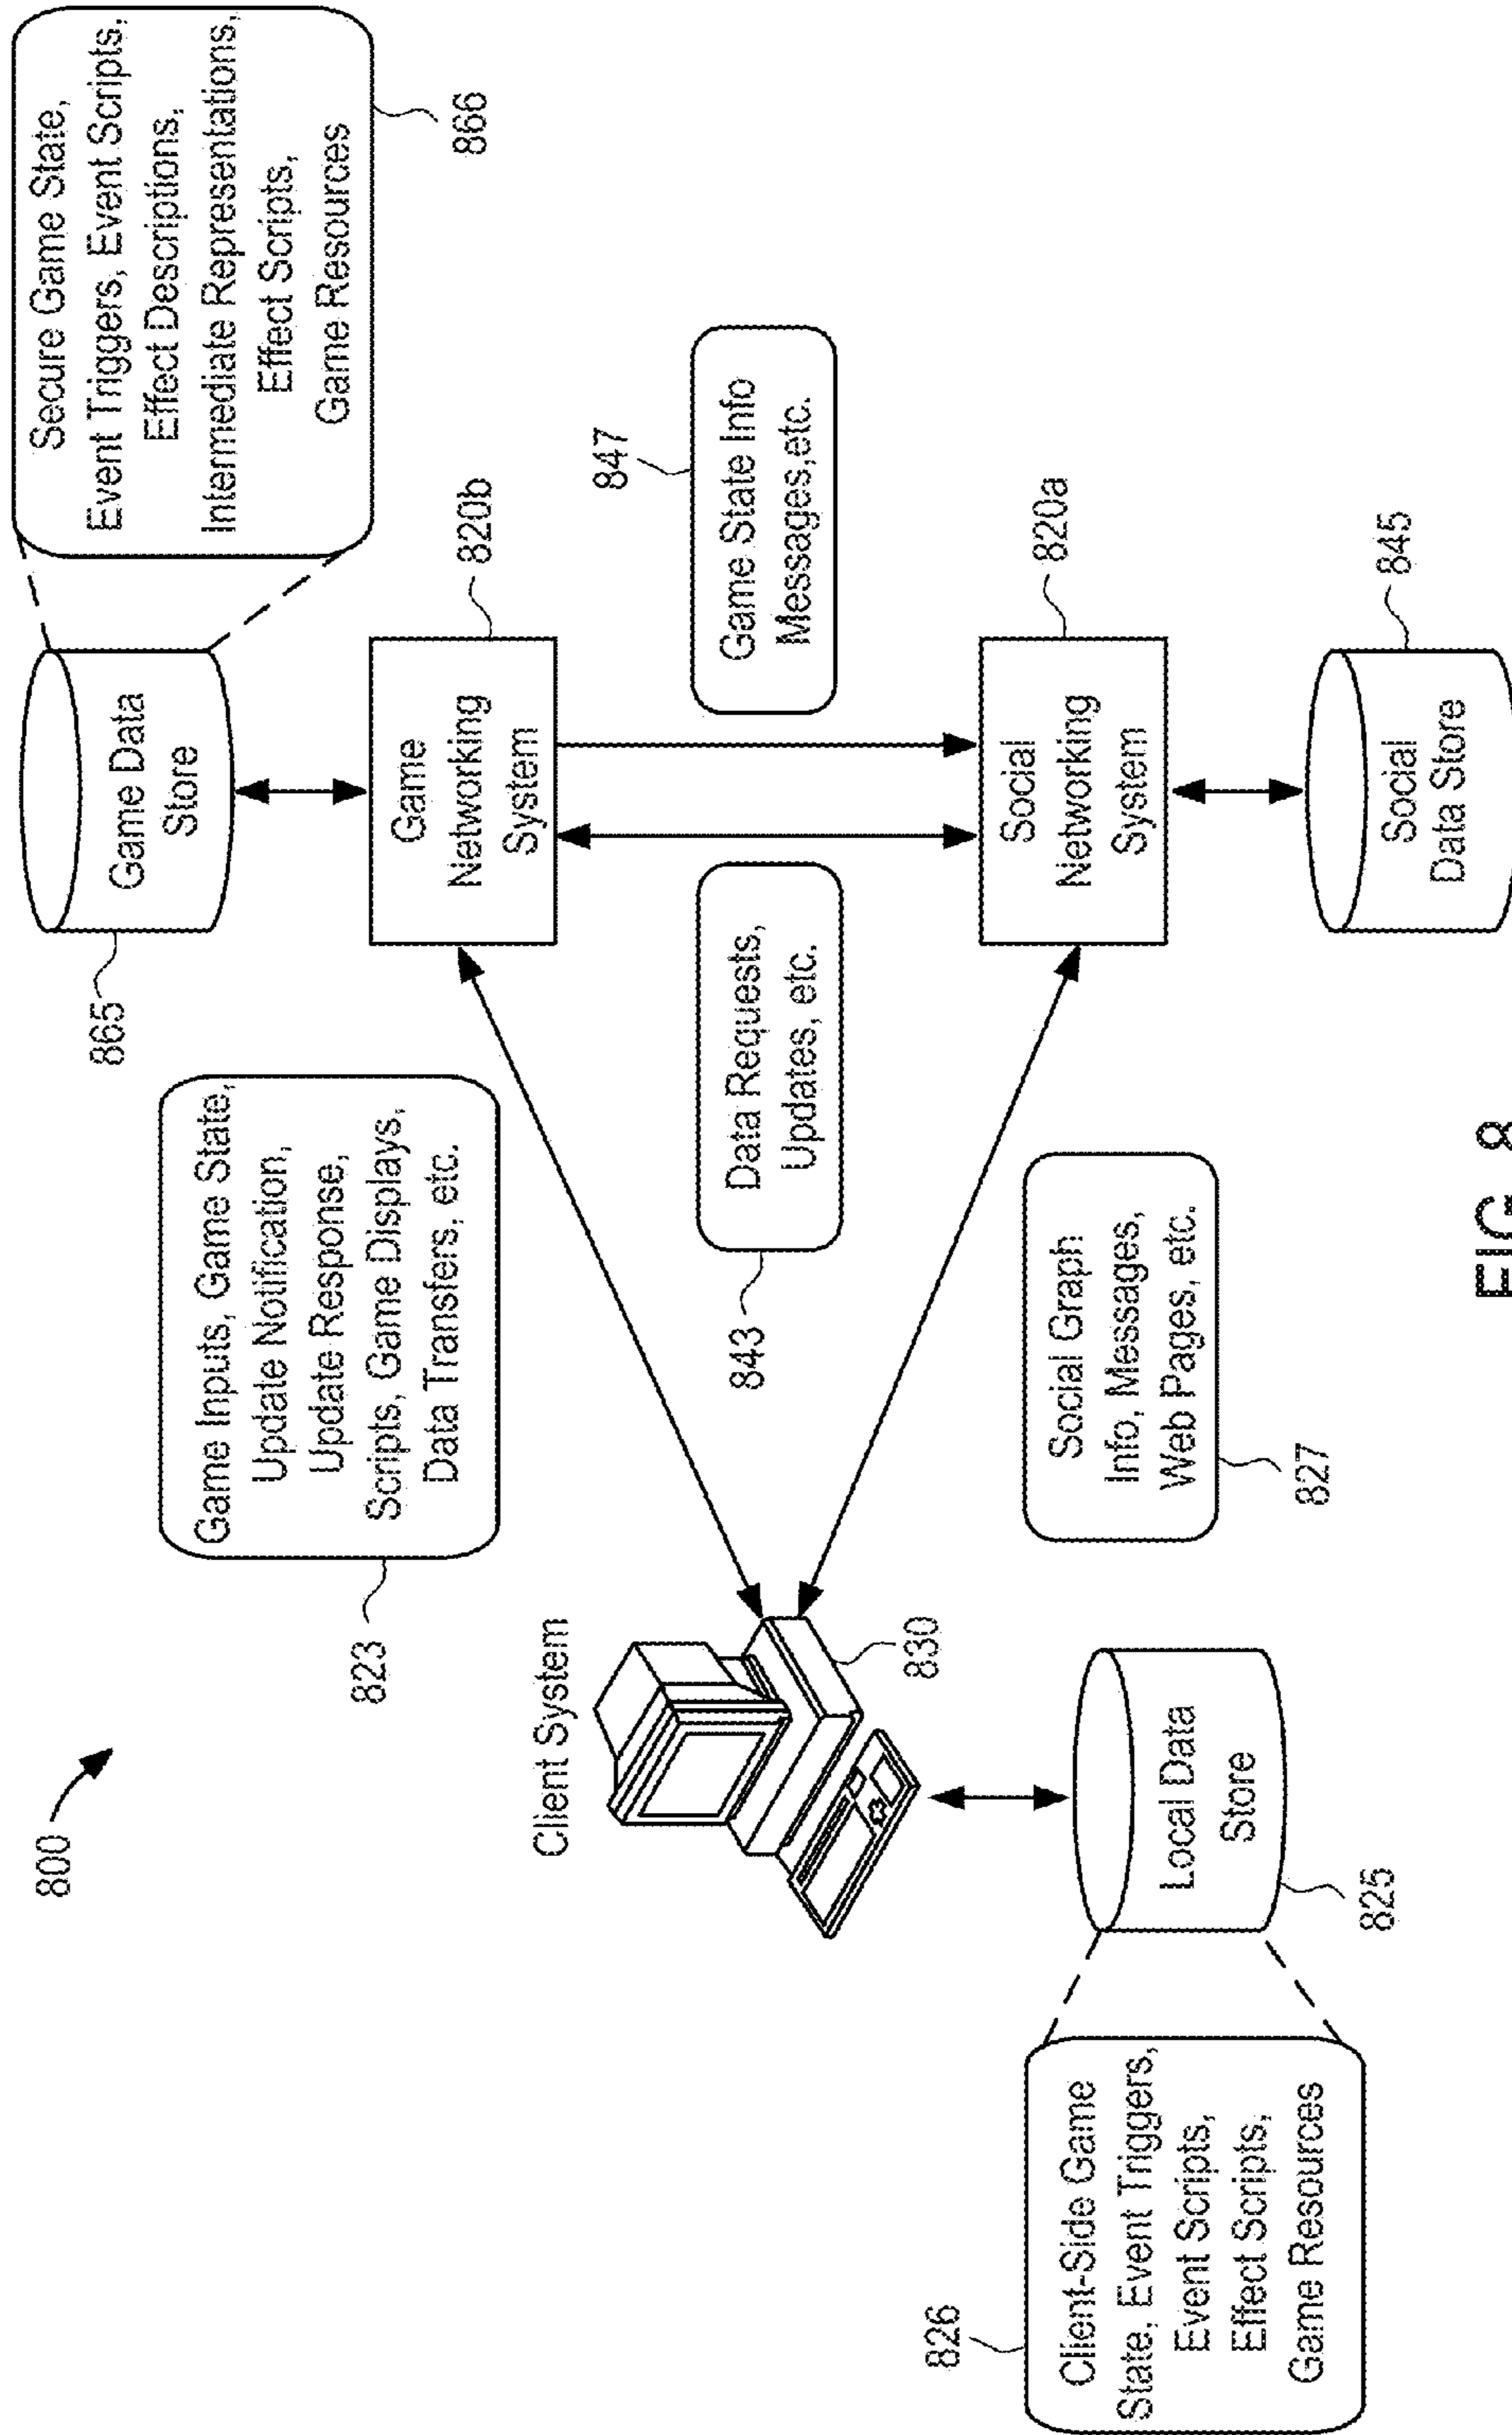 800
Game Inputs, Game State,
Update Notification,
Update Response,
Scripts, Game Displays,
Data Transfers, etc.
823
865
Game Data
Store
Secure Game State,
Event Triggers, Event Scripts,
Effect Descriptions,
Intermediate Representations,
Effect Scripts,
Game Resources
866
Client System
830
Game
Networking
System
820b
Data Requests,
Updates, etc.
843
847
Game State Info
Messages,etc.
826
Client-Side Game
State, Event Triggers,
Event Scripts,
Effect Scripts,
Game Resources
Local Data
Store
825
Social Graph
Info, Messages,
Web Pages, etc.
827
Social
Networking
System
820a
Social
Data Store
845
FIG. 8